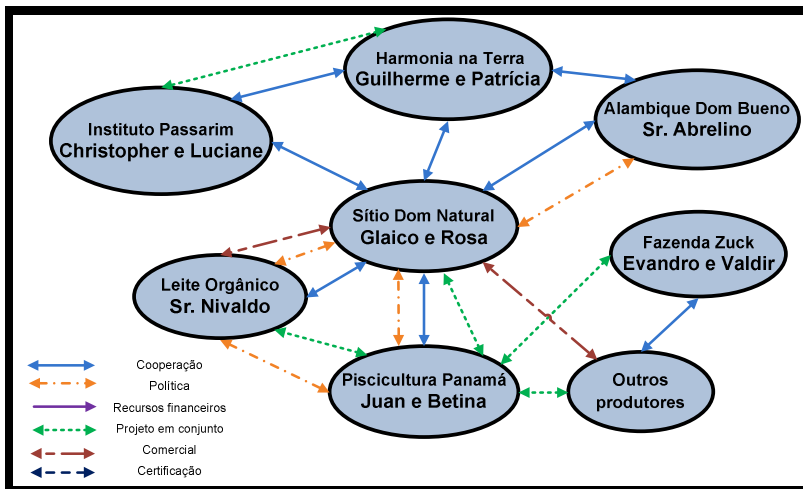 Harmonia na Terra
Guilherme e Patrícia
Alambique Dom Bueno
Sr. Abrelino
Instituto Passarim
Christopher e Luciane
Sítio Dom Natural
Glaico e Rosa
Fazenda Zuck
Evandro e Valdir
Leite Orgânico
Sr. Nivaldo
Piscicultura Panamá
Juan e Betina
Outros
produtores
Cooperação
Política
Recursos financeiros
Projeto em conjunto
Comercial
Certificação